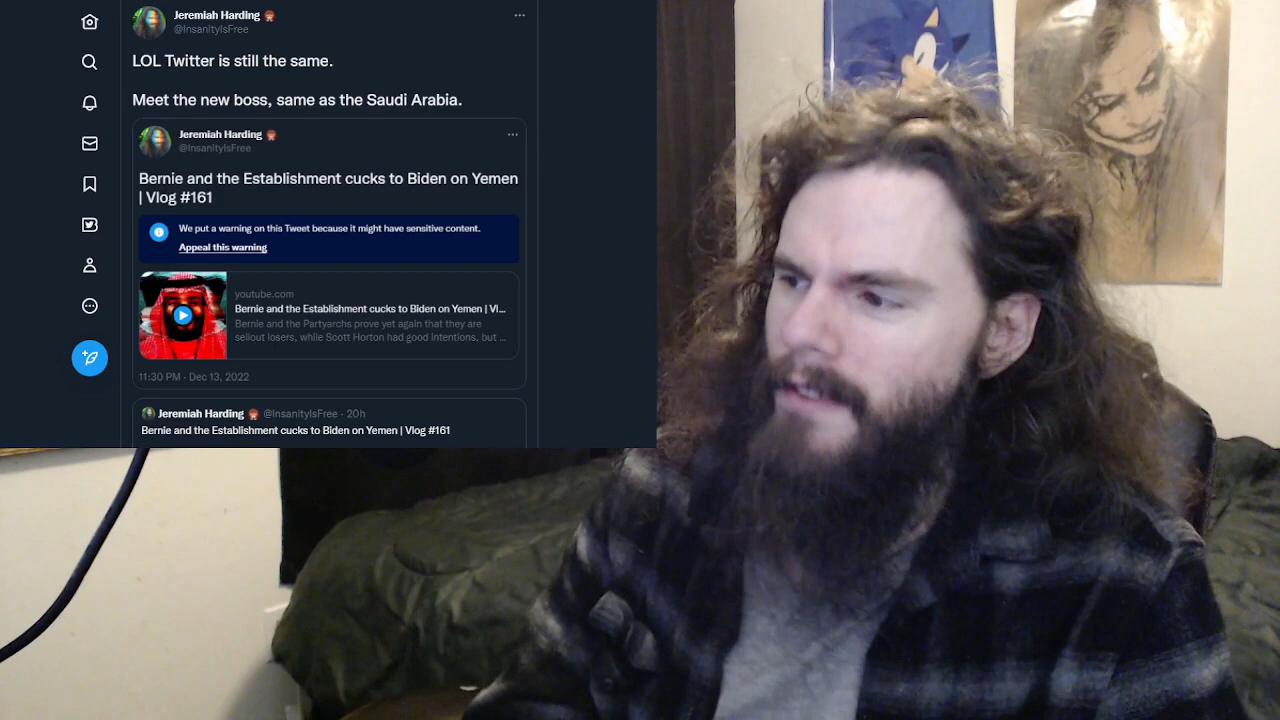 Jeremiah Harding
@InsanityIsFree
LOL Twitter is still the same.
Meet the new boss, same as the Saudi Arabia.
Jeremiah Harding
@InsanityIsFree
Bernie and the Establishment cucks to Biden on Yemen
| Vlog #161
We put a warning on this Tweet because it might have sensitive content.
Appeal this warning
youtube.com
Bernie and the Establishment cucks to Biden on Yemen | Vl...
Bernie and the Partyarchs prove yet again that they are
sellout losers, while Scott Horton had good intentions, but ...
11:30 PM · Dec 13, 2022
Jeremiah Harding @InsanityIsFree · 20h
Bernie and the Establishment cucks to Biden on Yemen | Vlog #161